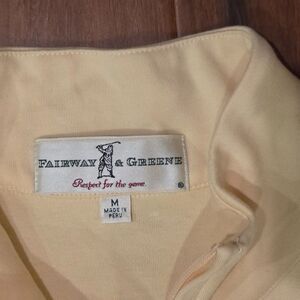 FAIRWAY & GREENE
Respect for the game.
®
M
MADE IN
PERU